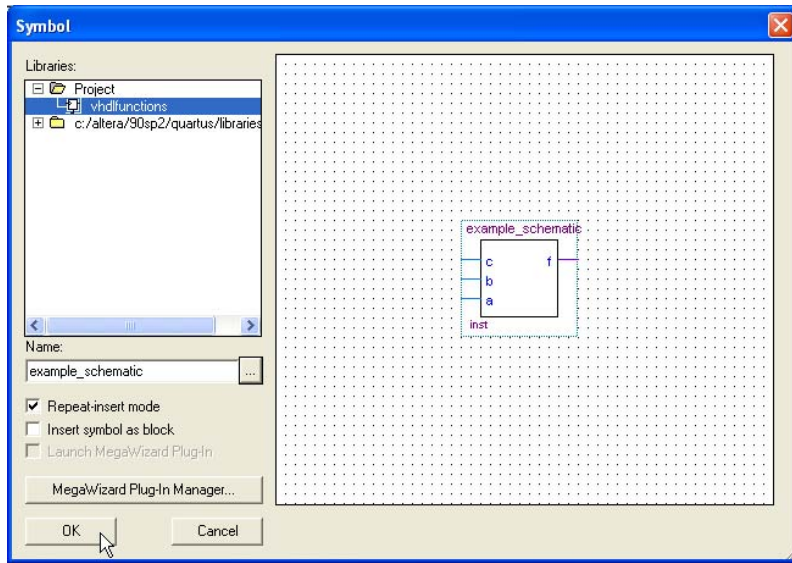 Symbol
Libraries:
Project
vhdlfunctions
c:/altera/90sp2/quartus/libraries
Name:
example_schematic
...
Repeat-insert mode
Insert symbol as block
Launch MegaWizard Plug-In
MegaWizard Plug-In Manager...
OK
Cancel
example_schematic
c f
b
a
inst